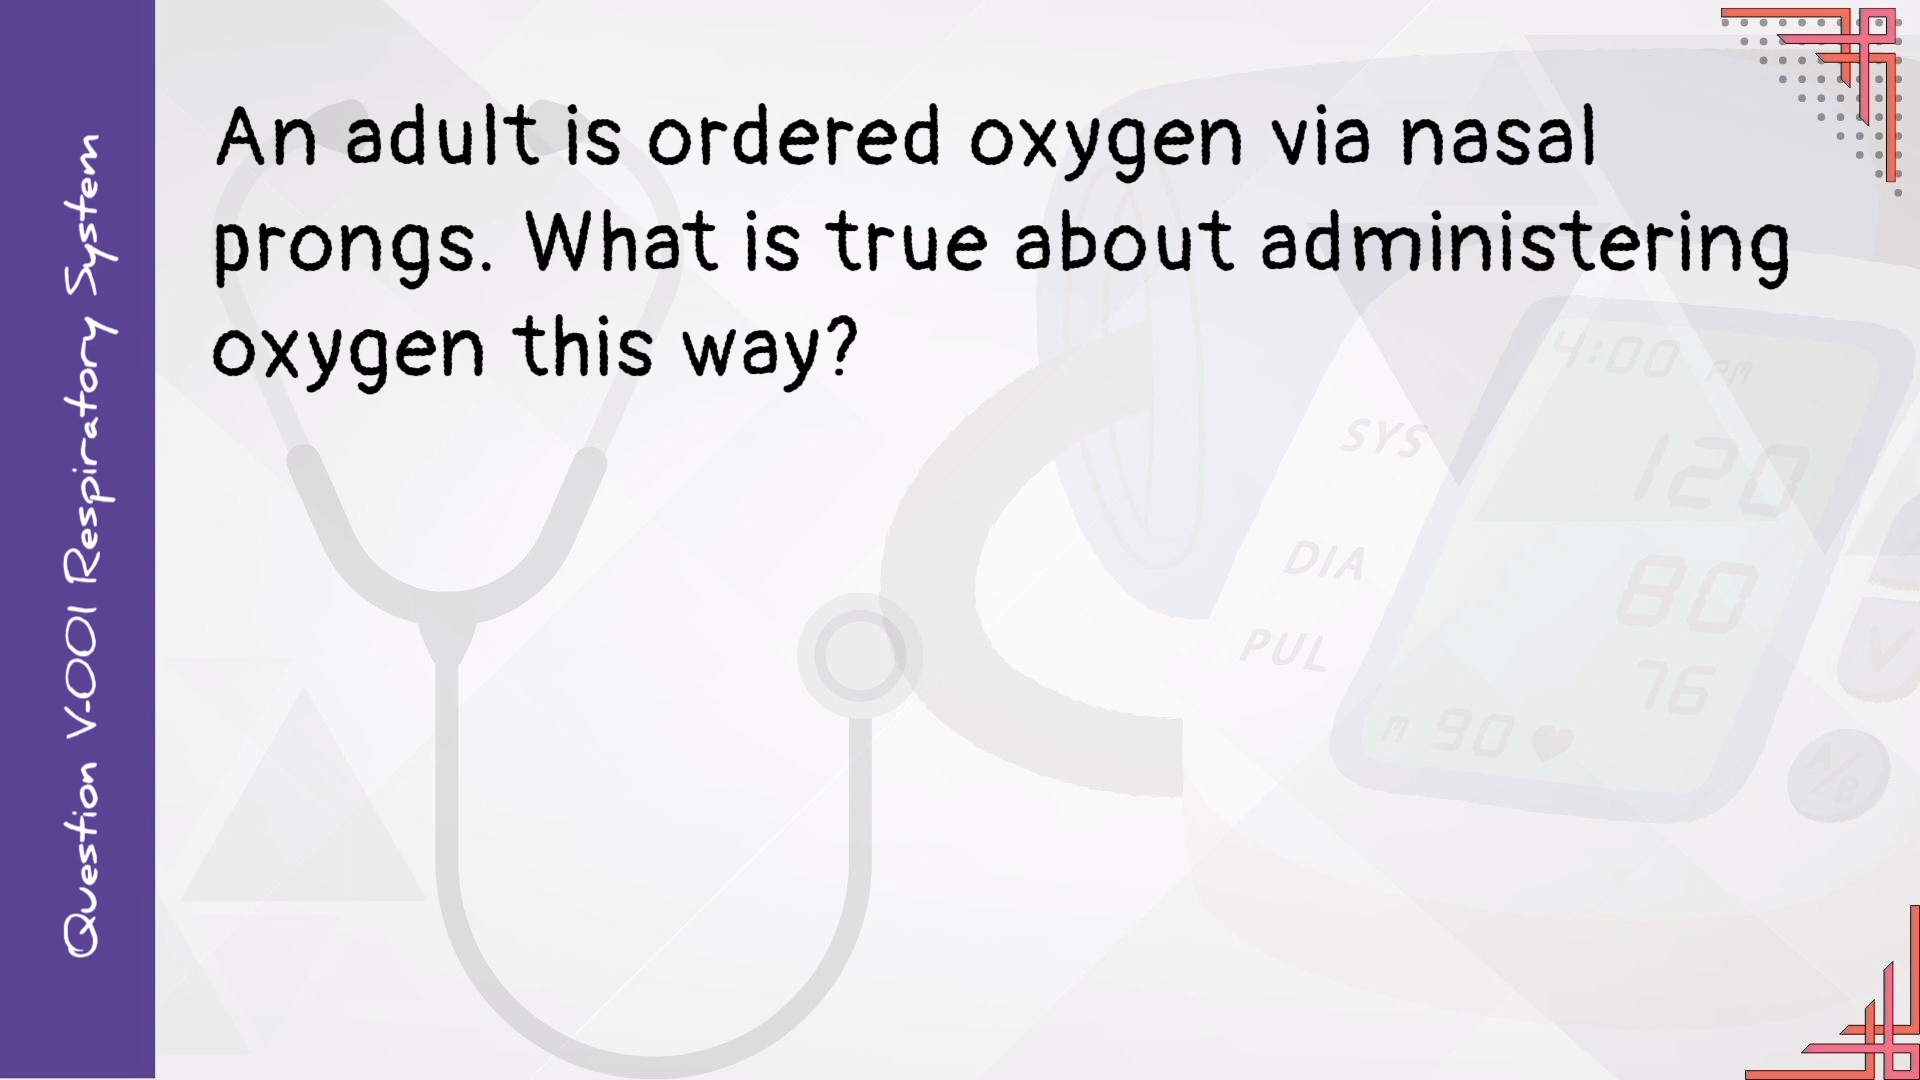 Question V-001 Respiratory System
An adult is ordered oxygen via nasal
prongs. What is true about administering
oxygen this way?
4:00 PM
SYS
120
DIA
80
PUL
76
M 90
A/B